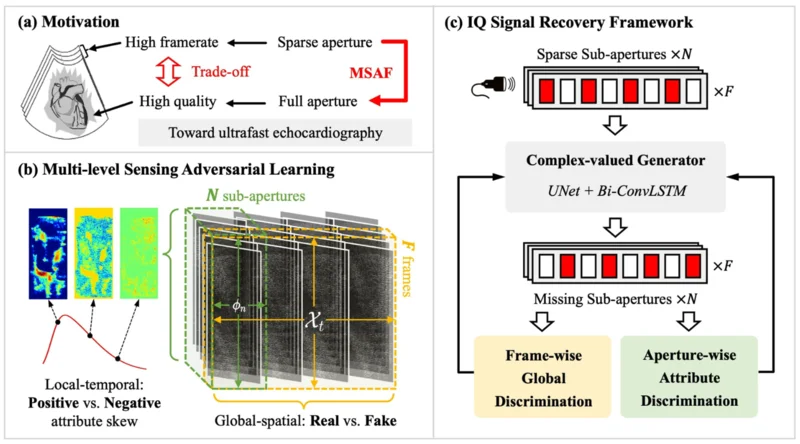 (a) Motivation
High framerate
Sparse aperture
Trade-off
MSAF
High quality
Full aperture
Toward ultrafast echocardiography
(b) Multi-level Sensing Adversarial Learning
N sub-apertures
F frames
ϕn
𝒳t
Local-temporal:
Positive vs. Negative
attribute skew
Global-spatial: Real vs. Fake
(c) IQ Signal Recovery Framework
Sparse Sub-apertures ×N
×F
Complex-valued Generator
UNet + Bi-ConvLSTM
×F
Missing Sub-apertures ×N
Frame-wise
Global
Discrimination
Aperture-wise
Attribute
Discrimination